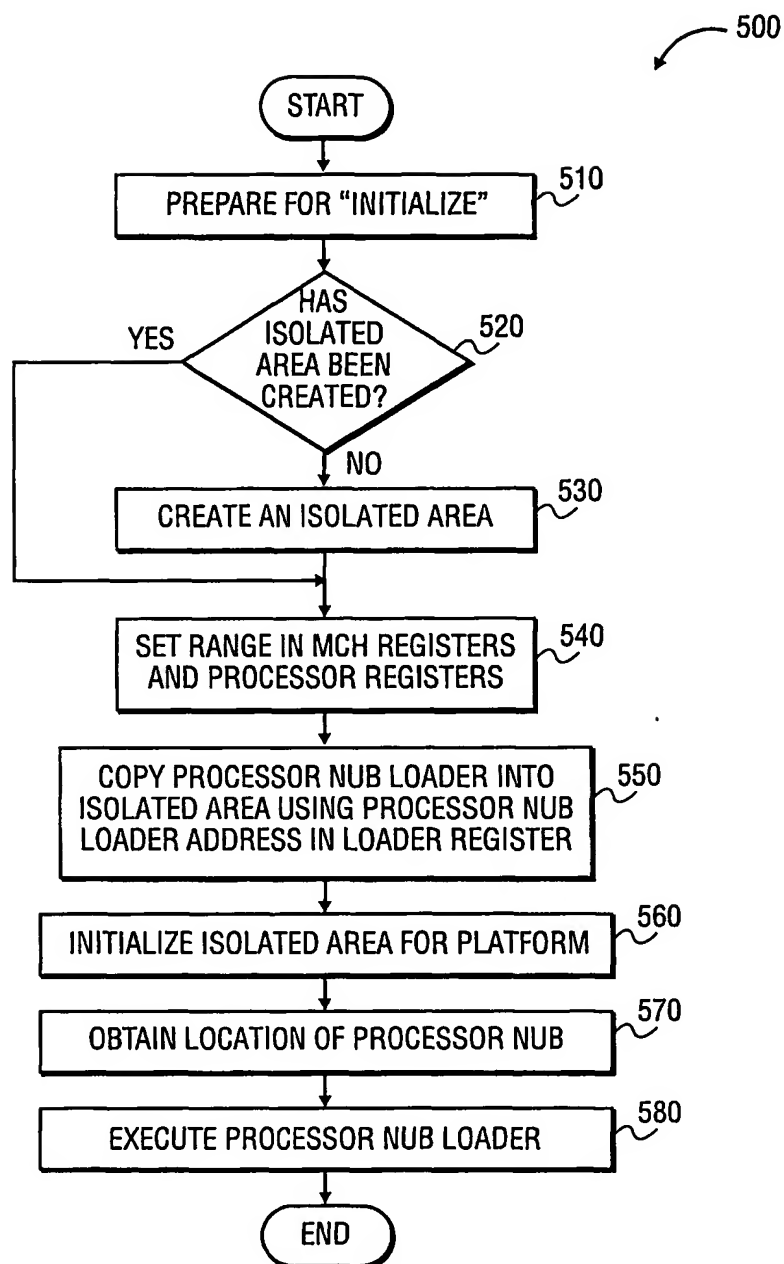 500
START
510
PREPARE FOR “INITIALIZE”
HAS
ISOLATED
AREA BEEN
CREATED?
520
YES
NO
530
CREATE AN ISOLATED AREA
540
SET RANGE IN MCH REGISTERS
AND PROCESSOR REGISTERS
550
COPY PROCESSOR NUB LOADER INTO
ISOLATED AREA USING PROCESSOR NUB
LOADER ADDRESS IN LOADER REGISTER
560
INITIALIZE ISOLATED AREA FOR PLATFORM
570
OBTAIN LOCATION OF PROCESSOR NUB
580
EXECUTE PROCESSOR NUB LOADER
END